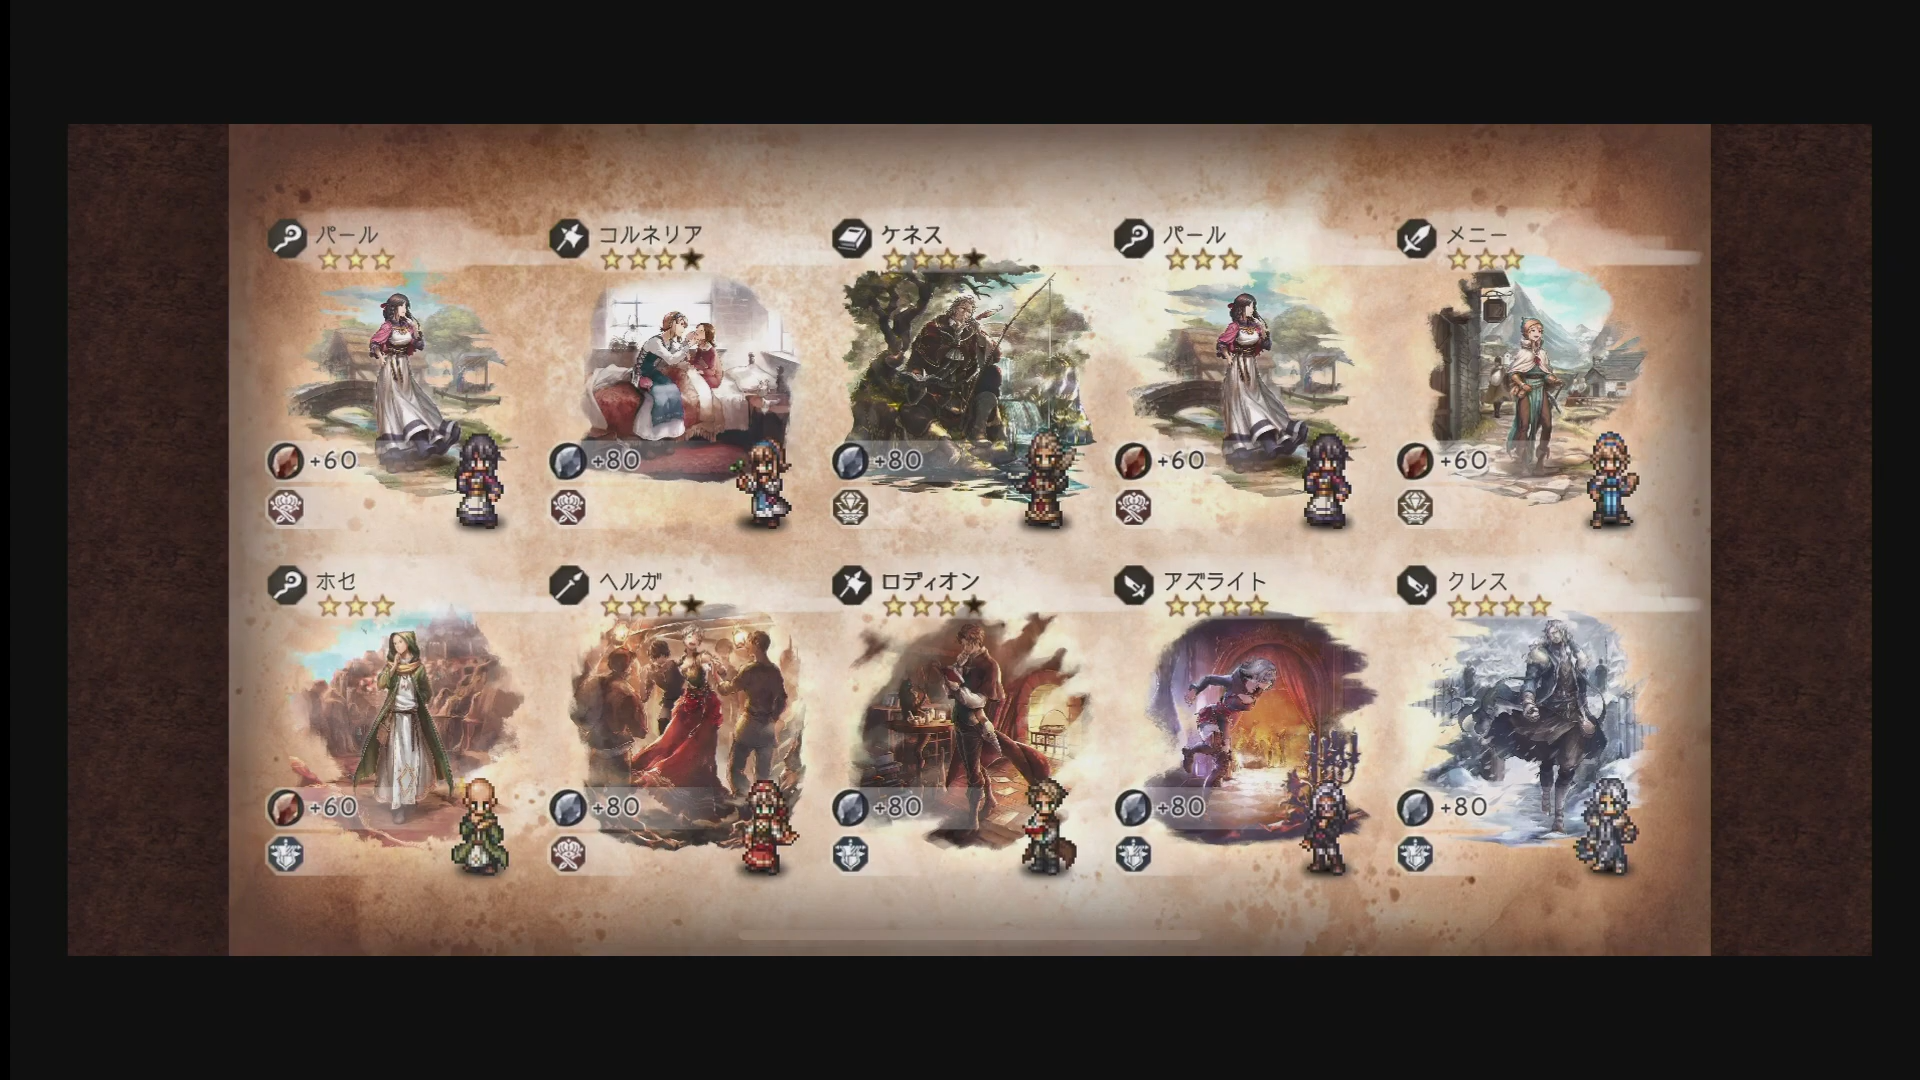 パール
コルネリア
ケネス
パール
メニー
+60
+80
+80
+60
+60
ホセ
ヘルガ
ロディオン
アズライト
クレス
+60
+80
+80
+80
+80